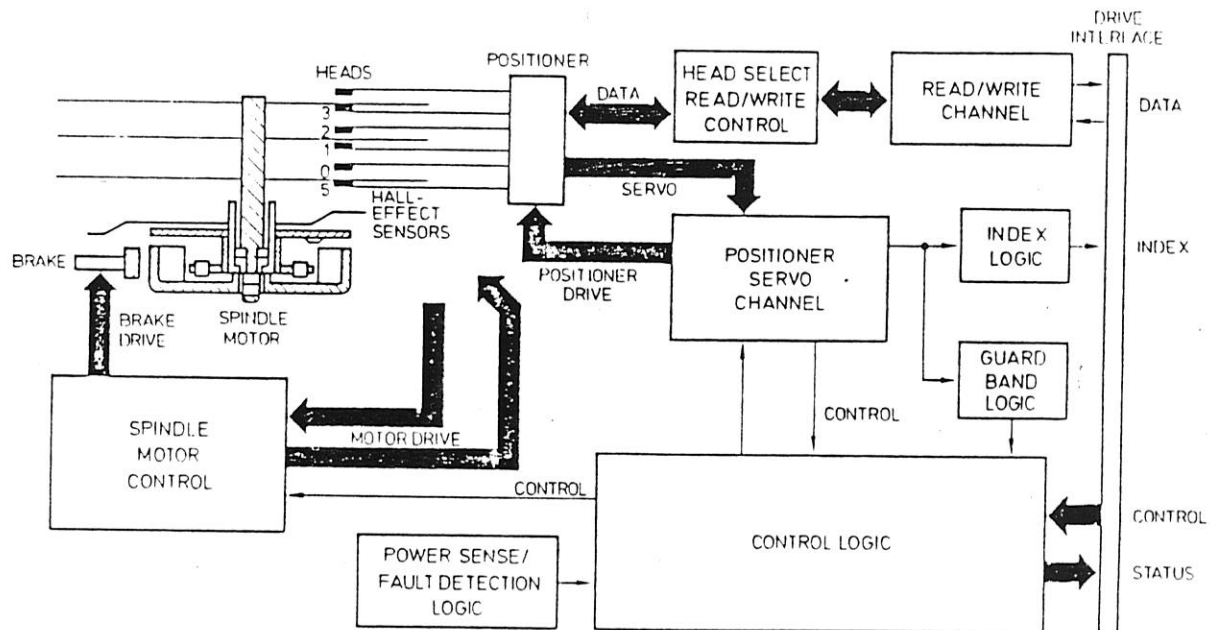 DRIVE
INTERLACE
POSITIONER
HEADS
3
2
1
0
5
HALL-
EFFECT
SENSORS
DATA
HEAD SELECT
READ/WRITE
CONTROL
READ/WRITE
CHANNEL
DATA
SERVO
POSITIONER
DRIVE
POSITIONER
SERVO
CHANNEL
INDEX
LOGIC
INDEX
BRAKE
BRAKE
DRIVE
SPINDLE
MOTOR
GUARD
BAND
LOGIC
CONTROL
SPINDLE
MOTOR
CONTROL
MOTOR DRIVE
CONTROL
CONTROL LOGIC
CONTROL
STATUS
POWER SENSE/
FAULT DETECTION
LOGIC